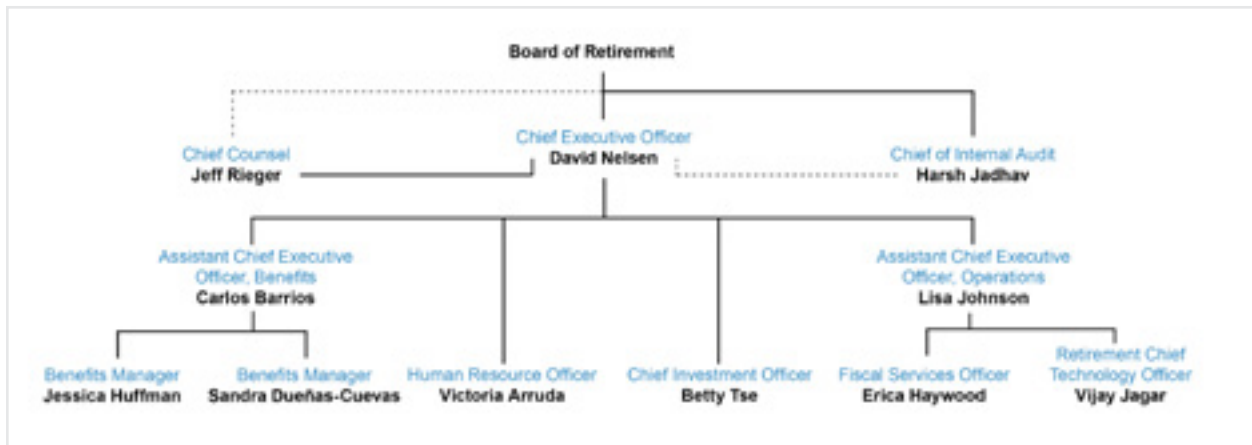 Board of Retirement
Chief Executive Officer
David Nelsen
Chief Counsel
Jeff Rieger
Chief of Internal Audit
Harsh Jadhav
Assistant Chief Executive
Officer, Benefits
Carlos Barrios
Assistant Chief Executive
Officer, Operations
Lisa Johnson
Benefits Manager
Jessica Huffman
Benefits Manager
Sandra Dueñas-Cuevas
Human Resource Officer
Victoria Arruda
Chief Investment Officer
Betty Tse
Fiscal Services Officer
Erica Haywood
Retirement Chief
Technology Officer
Vijay Jagar